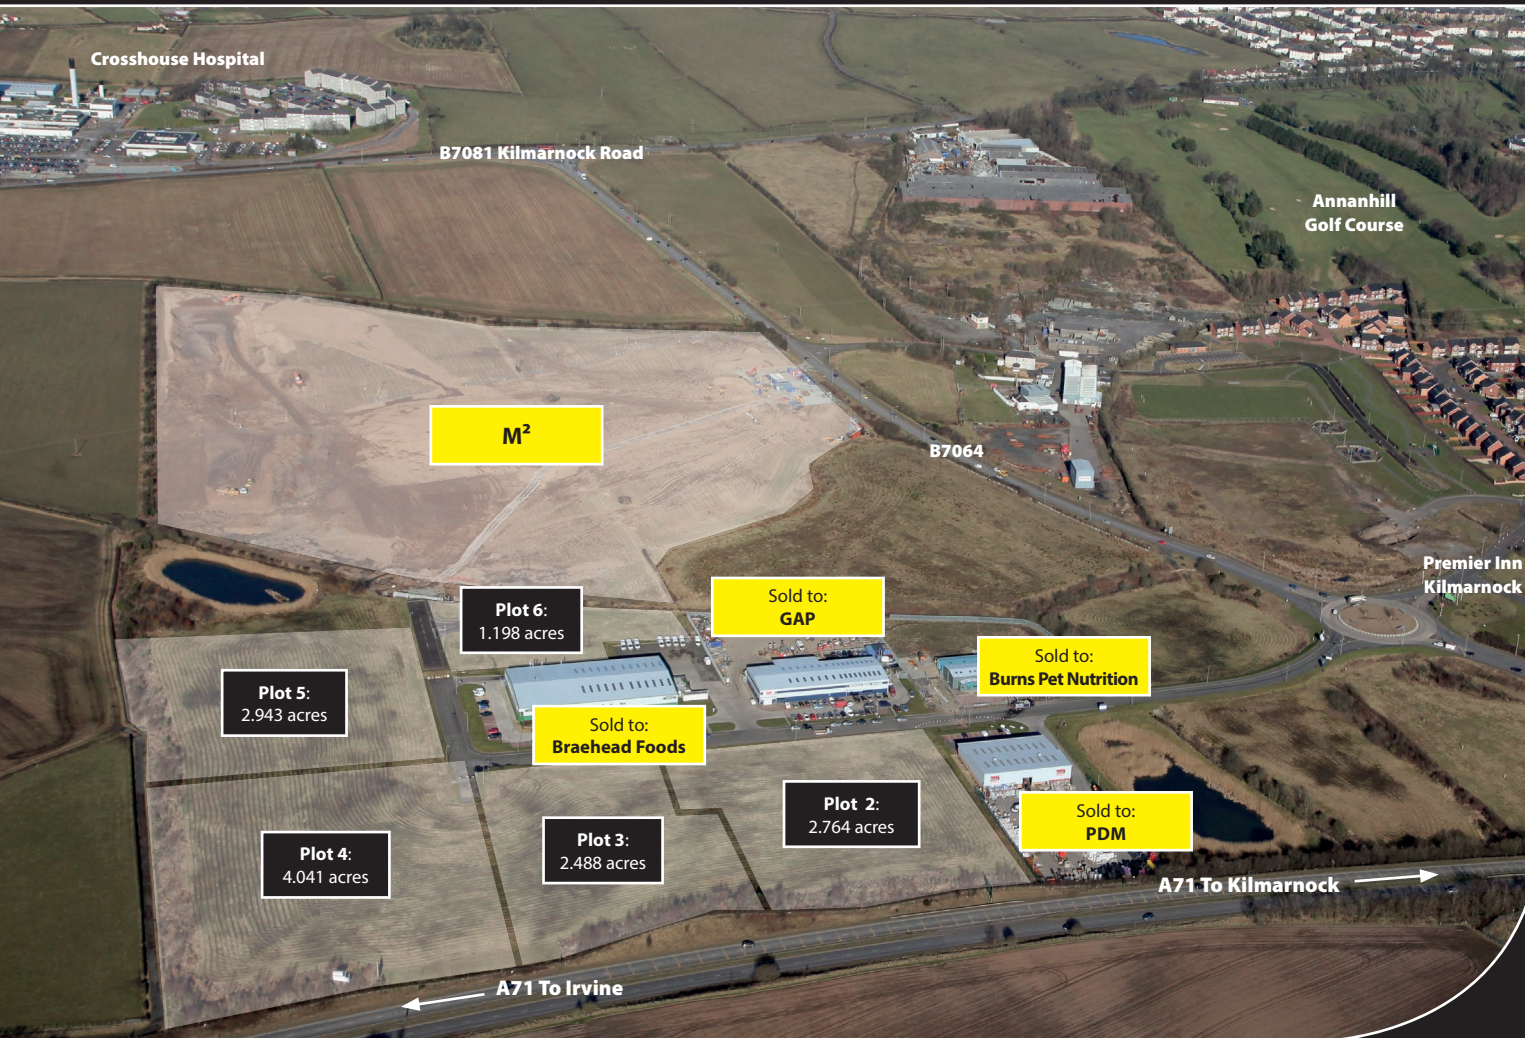 Crosshouse Hospital
B7081 Kilmarnock Road
Annanhill
Golf Course
M²
B7064
Premier Inn
Kilmarnock
Plot 6:
1.198 acres
Sold to:
GAP
Sold to:
Burns Pet Nutrition
Plot 5:
2.943 acres
Sold to:
Braehead Foods
Plot 2:
2.764 acres
Sold to:
PDM
Plot 3:
2.488 acres
Plot 4:
4.041 acres
A71 To Kilmarnock
A71 To Irvine